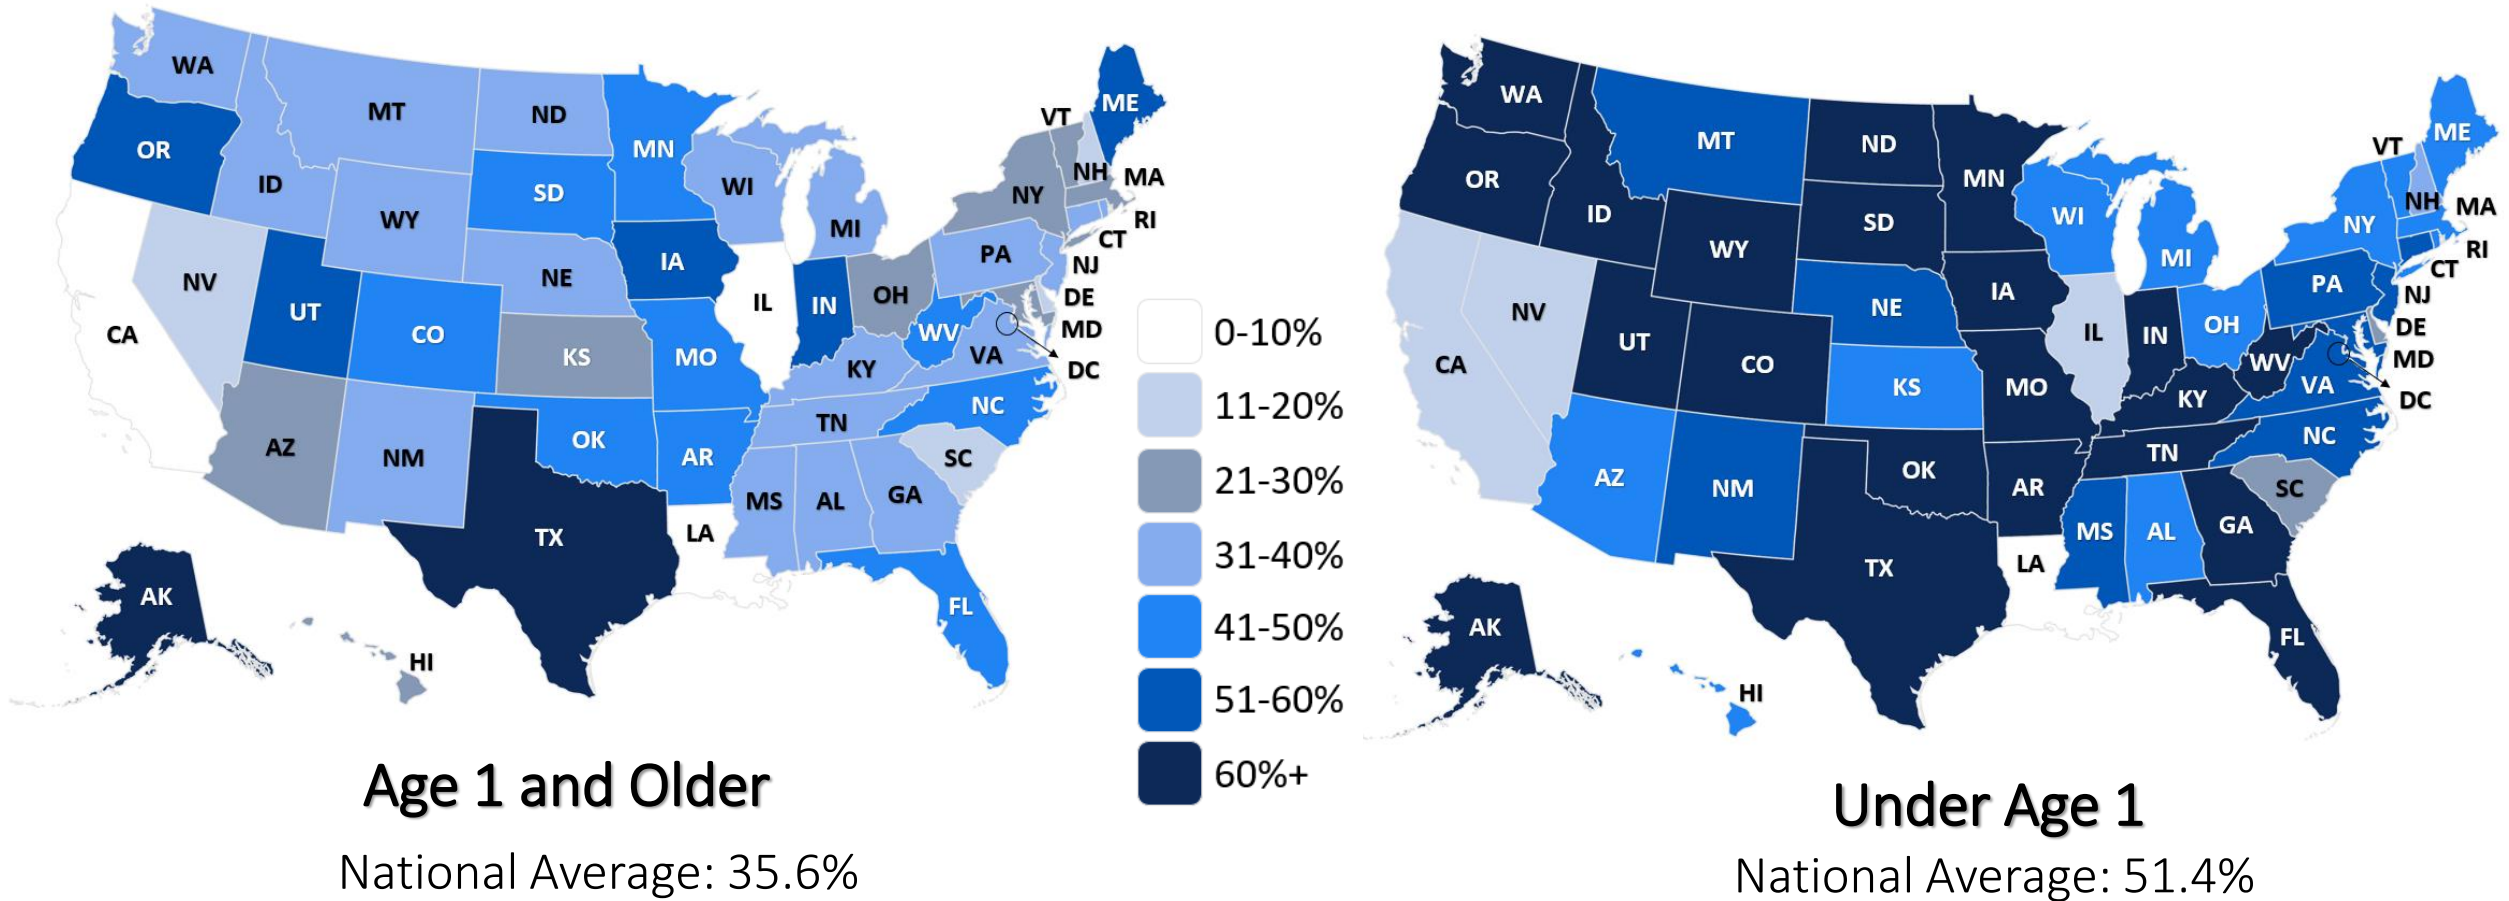 WA
MT
ND
MN
OR
ID
SD
WI
WY
MI
VT
ME
NH
MA
NY
RI
CT
IA
NE
PA
NJ
NV
UT
CO
IL
IN
OH
DE
WV
MD
CA
KS
MO
KY
VA
DC
AZ
NM
OK
AR
TN
NC
SC
MS
AL
GA
TX
LA
AK
FL
HI
Age 1 and Older
National Average: 35.6%
0-10%
11-20%
21-30%
31-40%
41-50%
51-60%
60%+
WA
MT
ND
MN
OR
ID
SD
WI
WY
MI
VT
ME
NH
MA
NY
RI
CT
IA
NE
PA
NJ
NV
UT
CO
IL
IN
OH
DE
WV
MD
CA
KS
MO
KY
VA
DC
AZ
NM
OK
AR
TN
NC
SC
MS
AL
GA
TX
LA
AK
FL
HI
Under Age 1
National Average: 51.4%